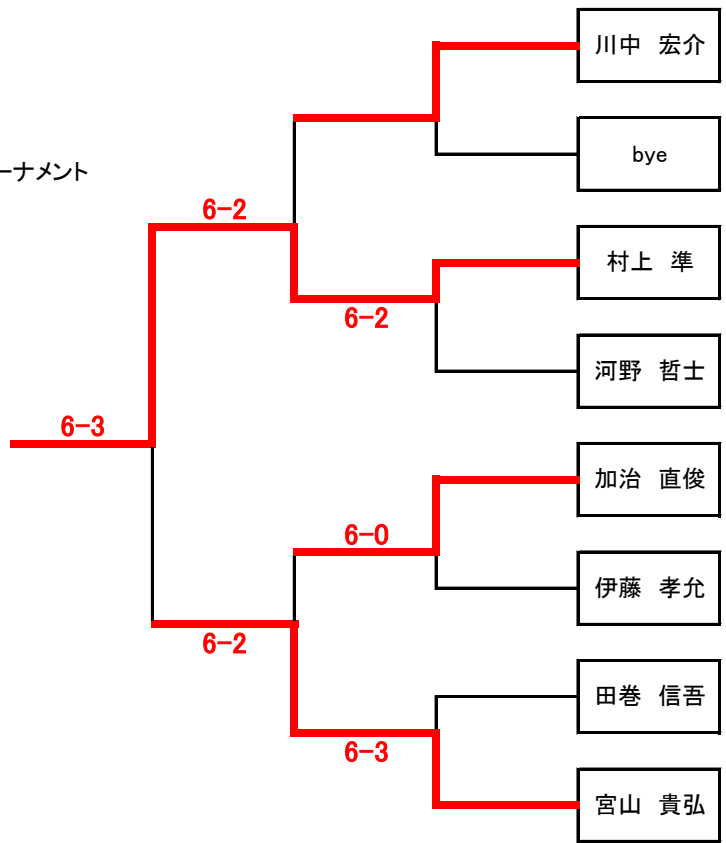 川中　宏介
bye
ーナメント
6-2
村上　準
6-2
河野　哲士
6-3
加治　直俊
6-0
伊藤　孝允
6-2
田巻　信吾
6-3
宮山　貴弘